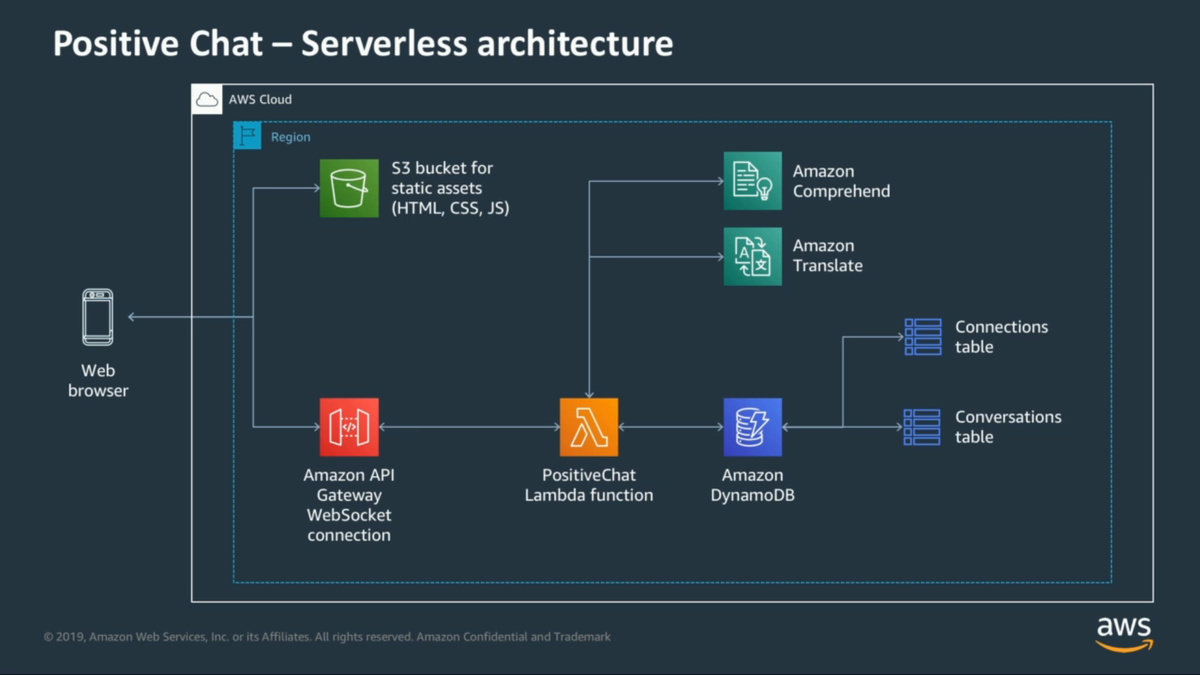 Positive Chat – Serverless architecture
AWS Cloud
Region
S3 bucket for
static assets
(HTML, CSS, JS)
Amazon
Comprehend
Amazon
Translate
Connections
table
Web
browser
Conversations
table
Amazon API
Gateway
WebSocket
connection
PositiveChat
Lambda function
Amazon
DynamoDB
© 2019, Amazon Web Services, Inc. or its Affiliates. All rights reserved. Amazon Confidential and Trademark
aws